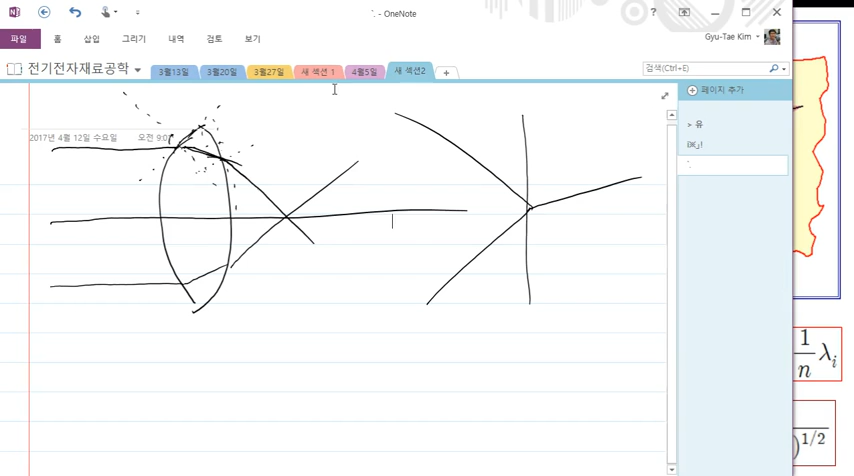 . - OneNote
Gyu-Tae Kim
파일 홈 삽입 그리기 내역 검토 보기
전기전자재료공학 3월13일 3월20일 3월27일 새 섹션 1 4월5일 새 섹션2
검색(Ctrl+E)
페이지 추가
> 유
2017년 4월 12일 수요일 오전 9:0
1
n λi
)1/2